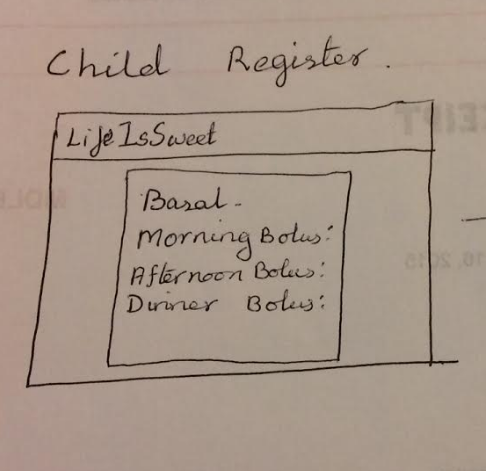 Child Register.
LifeIsSweet
Basal -
Morning Bolus:
Afternoon Bolus:
Dinner Bolus: